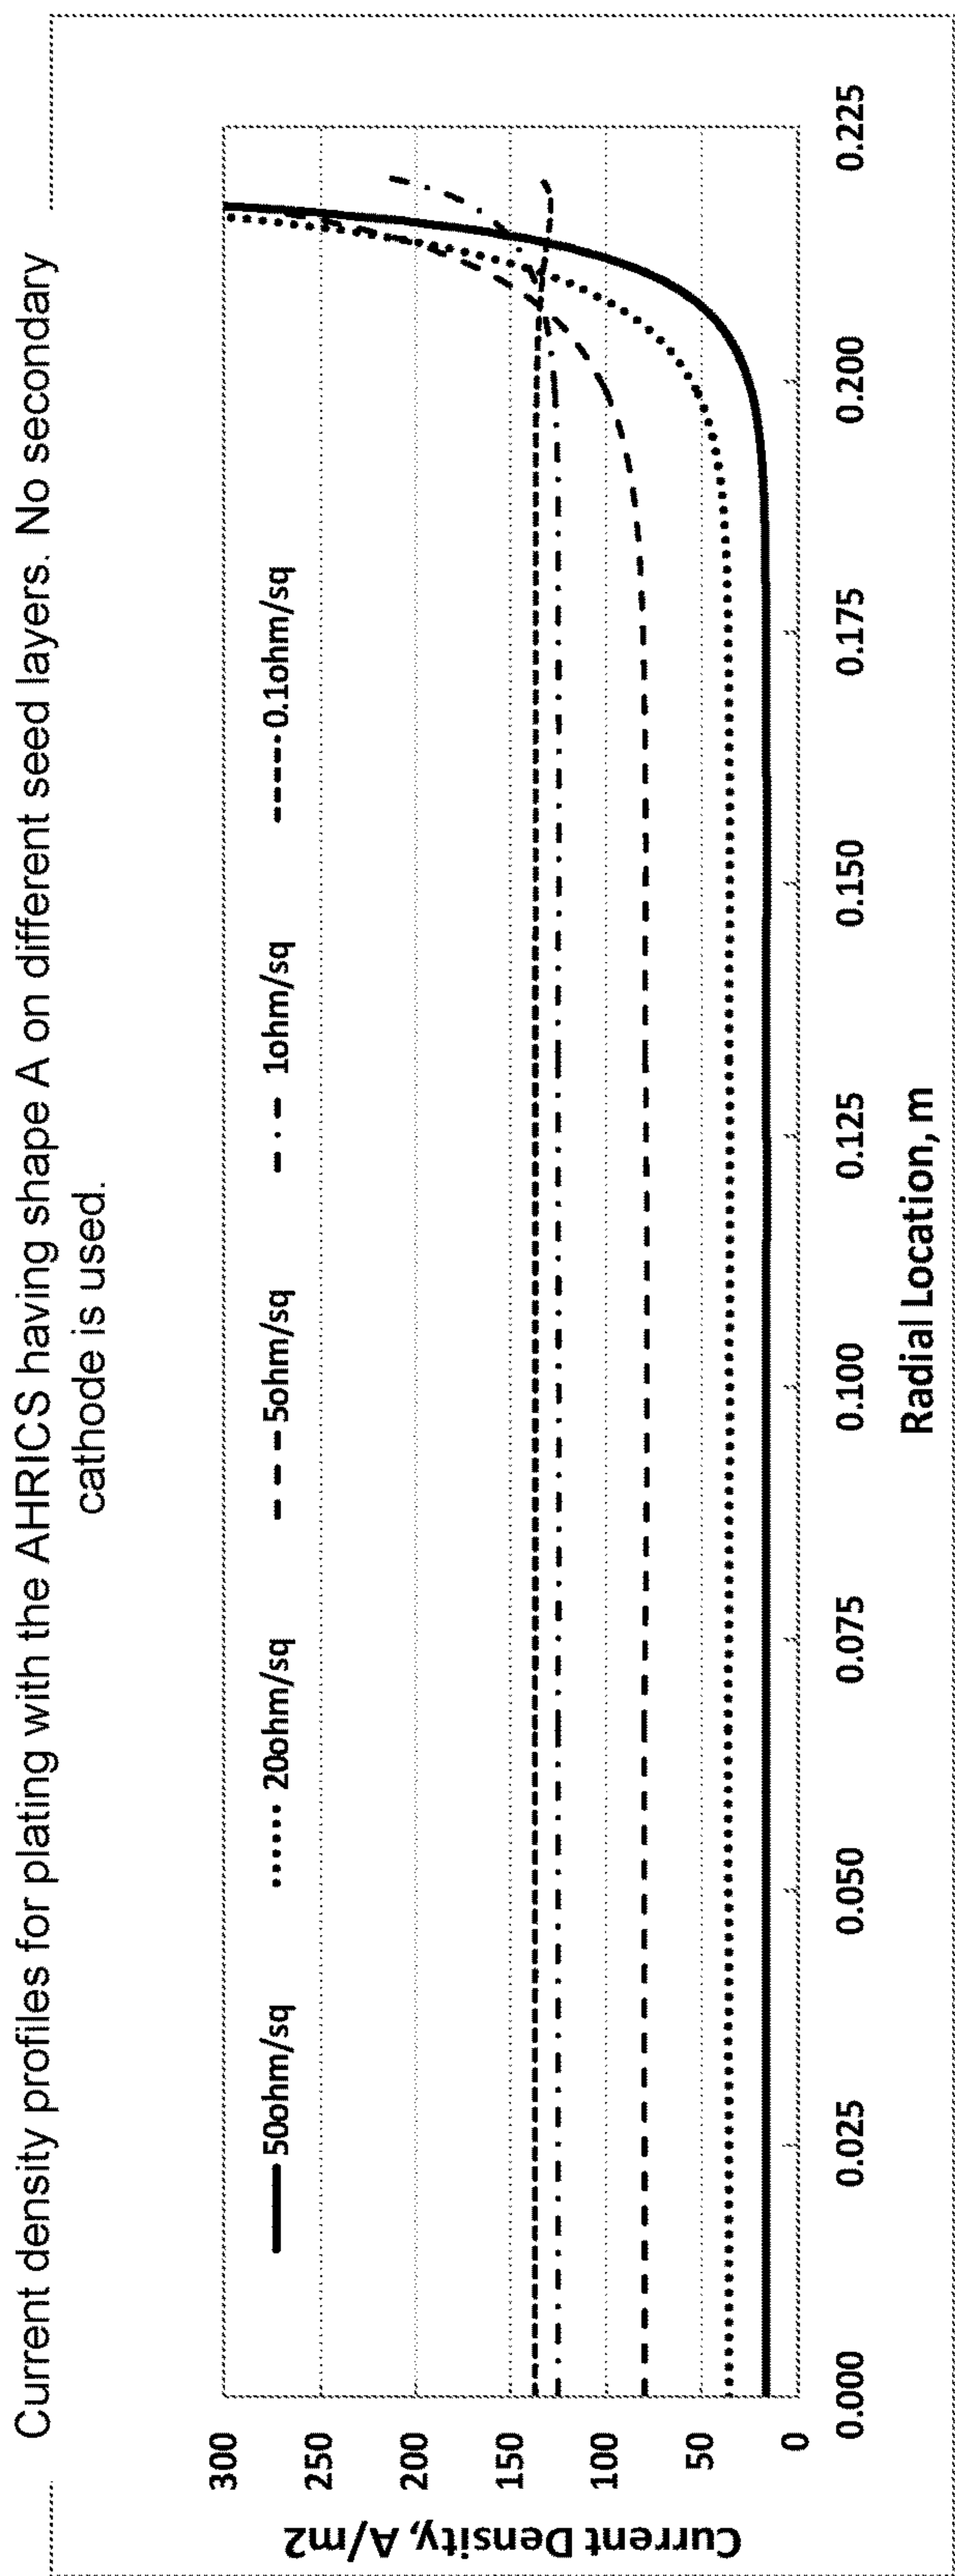 Current density profiles for plating with the AHRICS having shape A on different seed layers. No secondary
cathode is used.
50ohm/sq 20ohm/sq 5ohm/sq 1ohm/sq 0.1ohm/sq
300
250
200
150
100
50
0
Current Density, A/m2
0.000 0.025 0.050 0.075 0.100 0.125 0.150 0.175 0.200 0.225
Radial Location, m